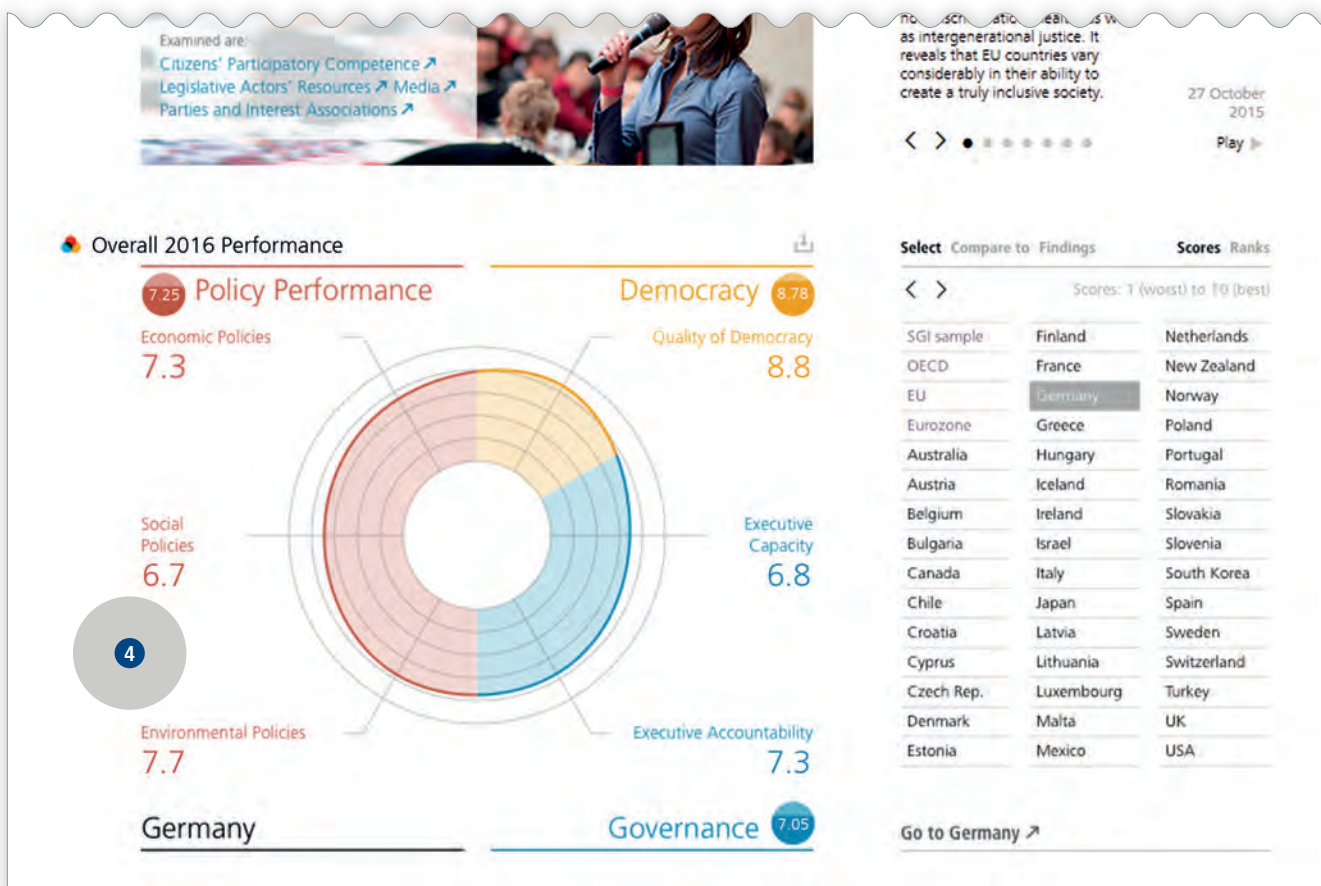 Examined are:
Citizens' Participatory Competence ↗
Legislative Actors' Resources ↗ Media ↗
Parties and Interest Associations ↗
as intergenerational justice. It
reveals that EU countries vary
considerably in their ability to
create a truly inclusive society.
27 October
2015
Play
Overall 2016 Performance
7.25 Policy Performance
Democracy 8.78
Economic Policies
7.3
Quality of Democracy
8.8
Social
Policies
6.7
Executive
Capacity
6.8
4
Environmental Policies
7.7
Executive Accountability
7.3
Germany
Governance 7.05
Select Compare to Findings Scores Ranks
Scores: 1 (worst) to 10 (best)
SGI sample Finland Netherlands
OECD France New Zealand
EU Germany Norway
Eurozone Greece Poland
Australia Hungary Portugal
Austria Iceland Romania
Belgium Ireland Slovakia
Bulgaria Israel Slovenia
Canada Italy South Korea
Chile Japan Spain
Croatia Latvia Sweden
Cyprus Lithuania Switzerland
Czech Rep. Luxembourg Turkey
Denmark Malta UK
Estonia Mexico USA
Go to Germany ↗